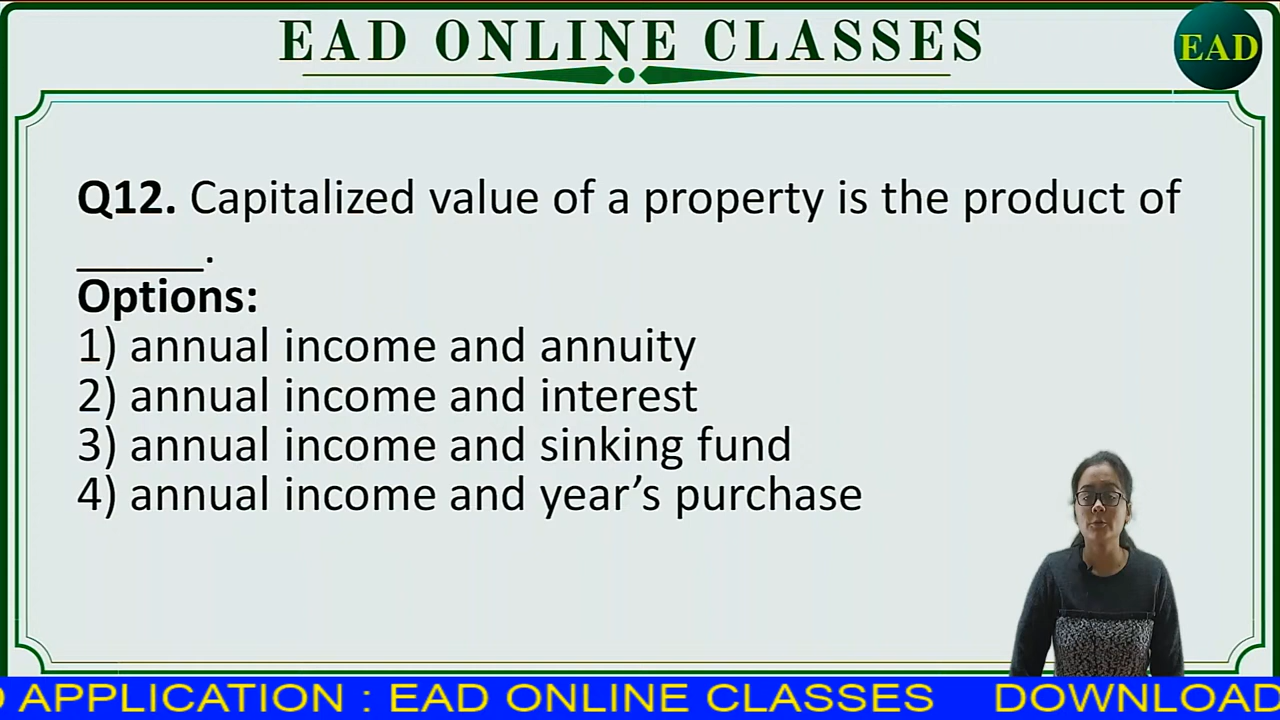 EAD ONLINE CLASSES
EAD
Q12. Capitalized value of a property is the product of
_____.
Options:
1) annual income and annuity
2) annual income and interest
3) annual income and sinking fund
4) annual income and year’s purchase
APPLICATION : EAD ONLINE CLASSES DOWNLOAD